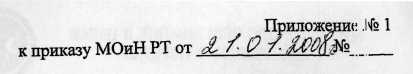 Приложение № 1
к приказу МОиН РТ от 21.01.2008 №